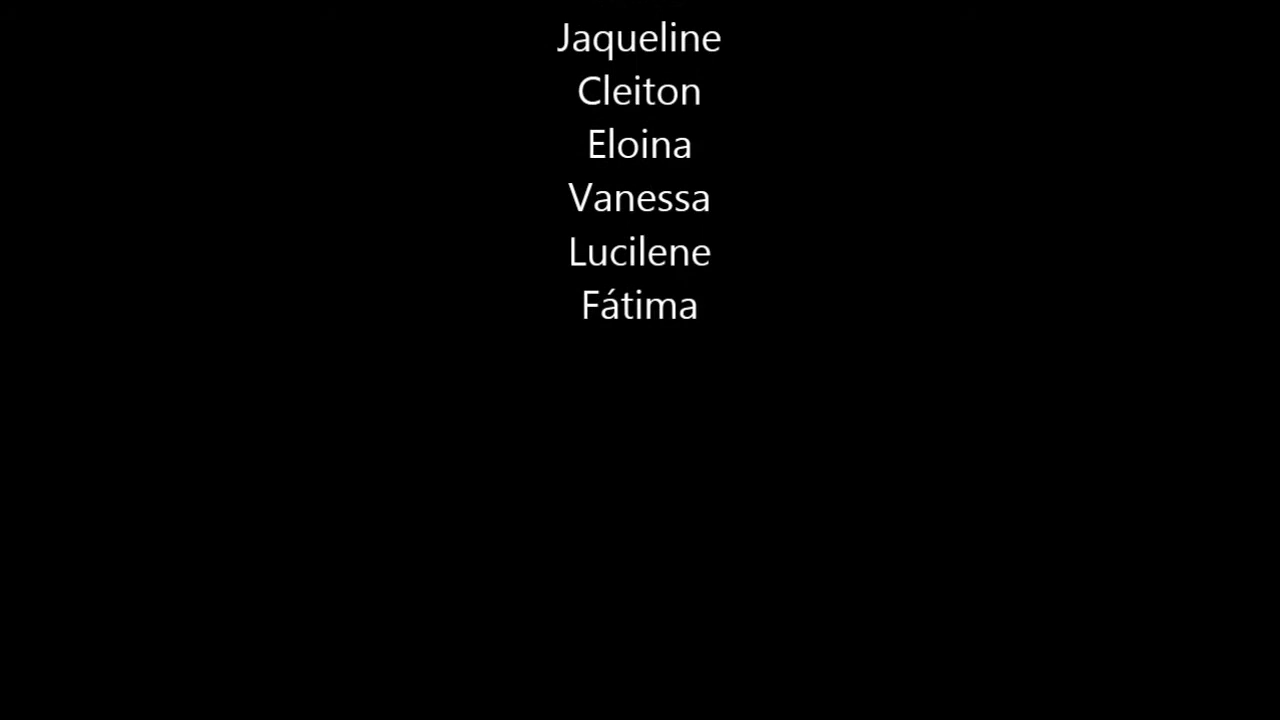 Jaqueline
Cleiton
Eloina
Vanessa
Lucilene
Fátima